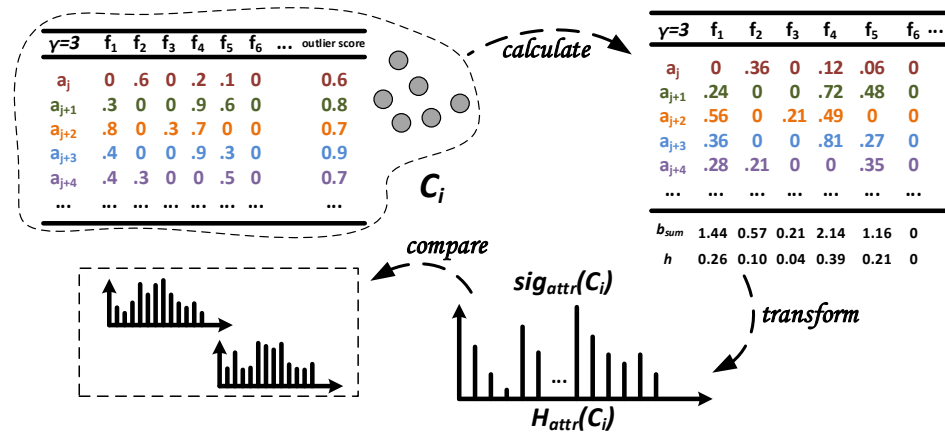 γ=3 f1 f2 f3 f4 f5 f6 ... outlier score
aj 0 .6 0 .2 .1 0 0.6
aj+1 .3 0 0 .9 .6 0 0.8
aj+2 .8 0 .3 .7 0 0 0.7
aj+3 .4 0 0 .9 .3 0 0.9
aj+4 .4 .3 0 0 .5 0 0.7
... ... ... ... ... ... ... ...
Ci
calculate
γ=3 f1 f2 f3 f4 f5 f6 ...
aj 0 .36 0 .12 .06 0
aj+1 .24 0 0 .72 .48 0
aj+2 .56 0 .21 .49 0 0
aj+3 .36 0 0 .81 .27 0
aj+4 .28 .21 0 0 .35 0
... ... ... ... ... ... ...
bsum 1.44 0.57 0.21 2.14 1.16 0
h 0.26 0.10 0.04 0.39 0.21 0
transform
sigattr(Ci)
...
Hattr(Ci)
compare